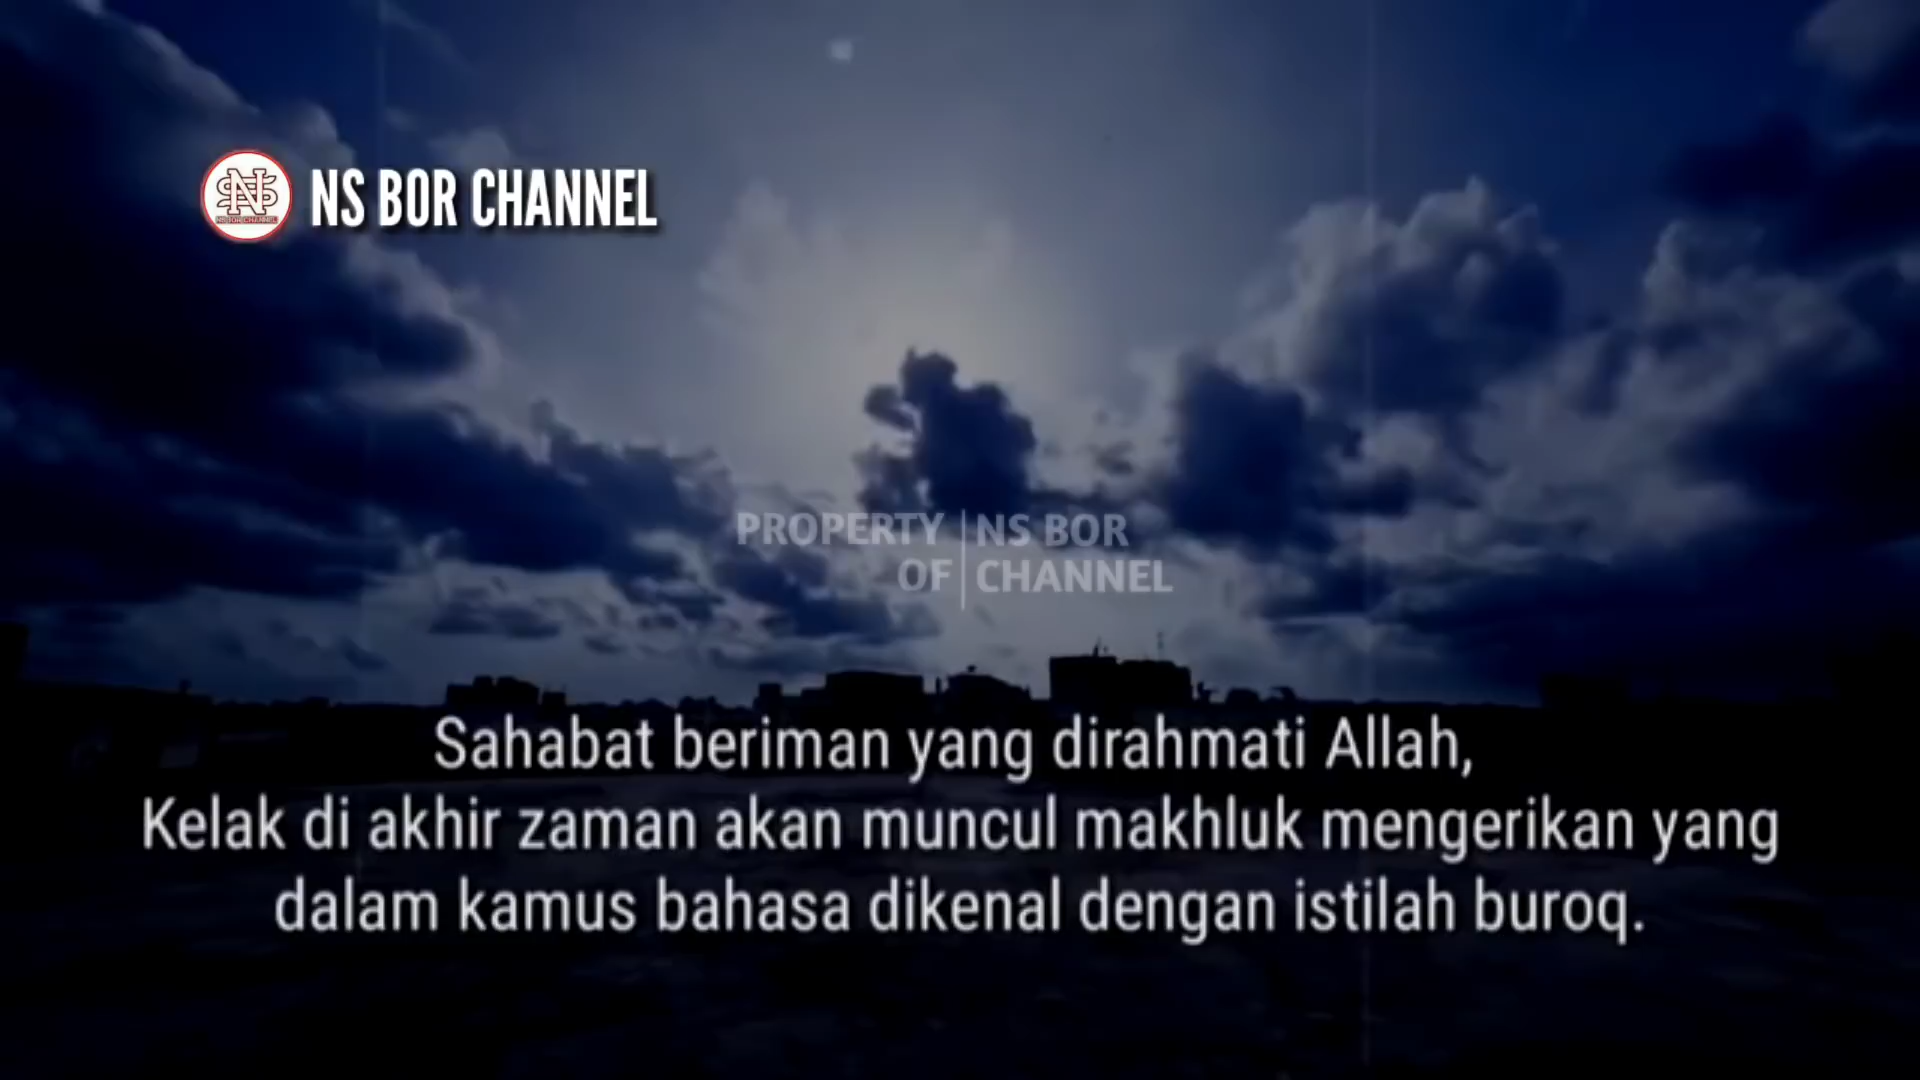 NS BOR CHANNEL
PROPERTY NS BOR
OF CHANNEL
Sahabat beriman yang dirahmati Allah,
Kelak di akhir zaman akan muncul makhluk mengerikan yang
dalam kamus bahasa dikenal dengan istilah buroq.